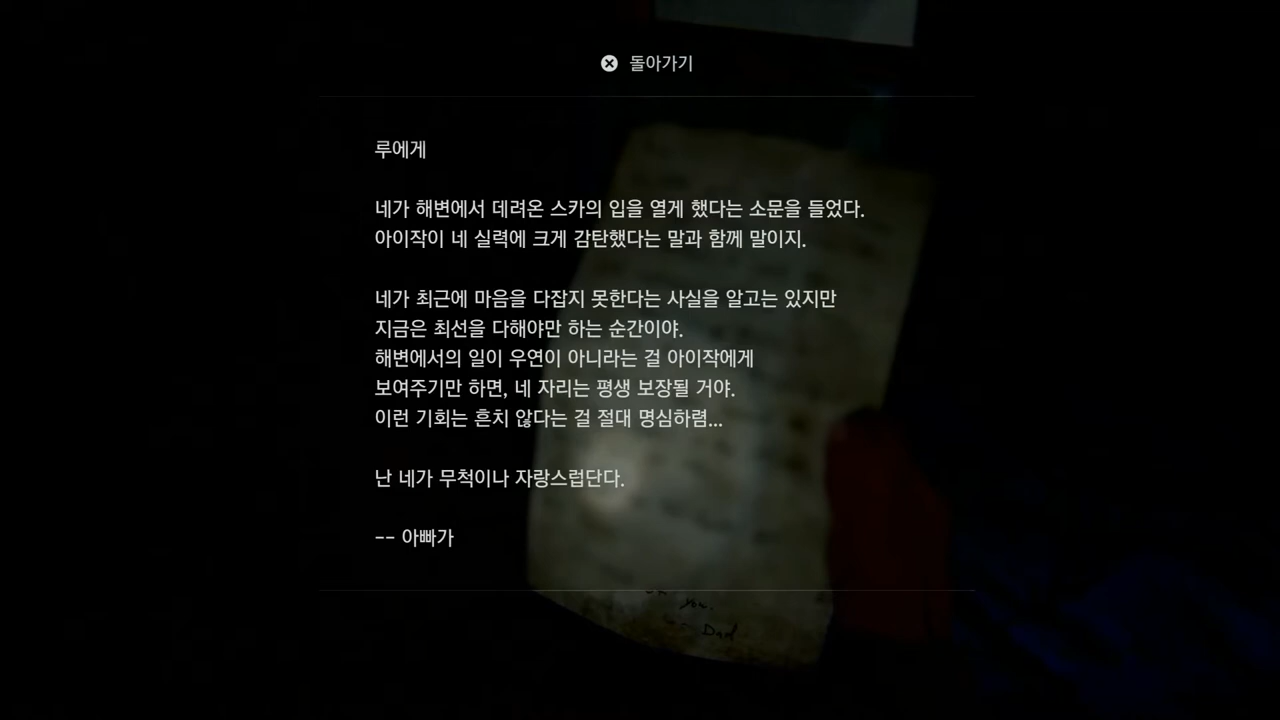 돌아가기
루에게
네가 해변에서 데려온 스카의 입을 열게 했다는 소문을 들었다.
아이작이 네 실력에 크게 감탄했다는 말과 함께 말이지.
네가 최근에 마음을 다잡지 못한다는 사실을 알고는 있지만
지금은 최선을 다해야만 하는 순간이야.
해변에서의 일이 우연이 아니라는 걸 아이작에게
보여주기만 하면, 네 자리는 평생 보장될 거야.
이런 기회는 흔치 않다는 걸 절대 명심하렴...
난 네가 무척이나 자랑스럽단다.
-- 아빠가
you.
Dad